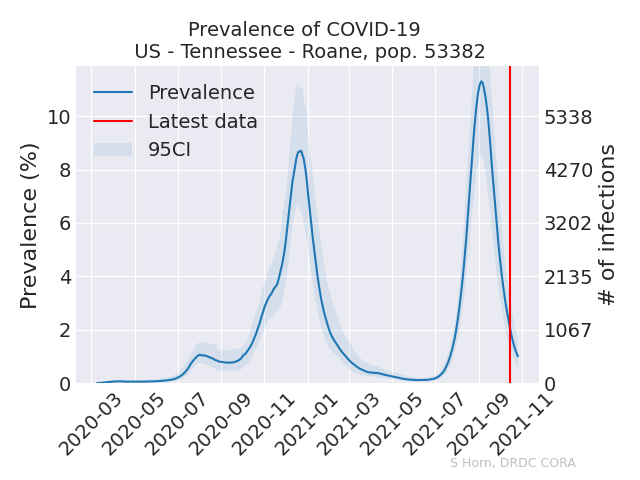 Prevalence of COVID-19
US - Tennessee - Roane, pop. 53382
Prevalence
Latest data
95CI
Prevalence (%)
10
8
6
4
2
0
5338
4270
3202
2135
1067
0
# of infections
2020-03
2020-05
2020-07
2020-09
2020-11
2021-01
2021-03
2021-05
2021-07
2021-09
2021-11
S Horn, DRDC CORA